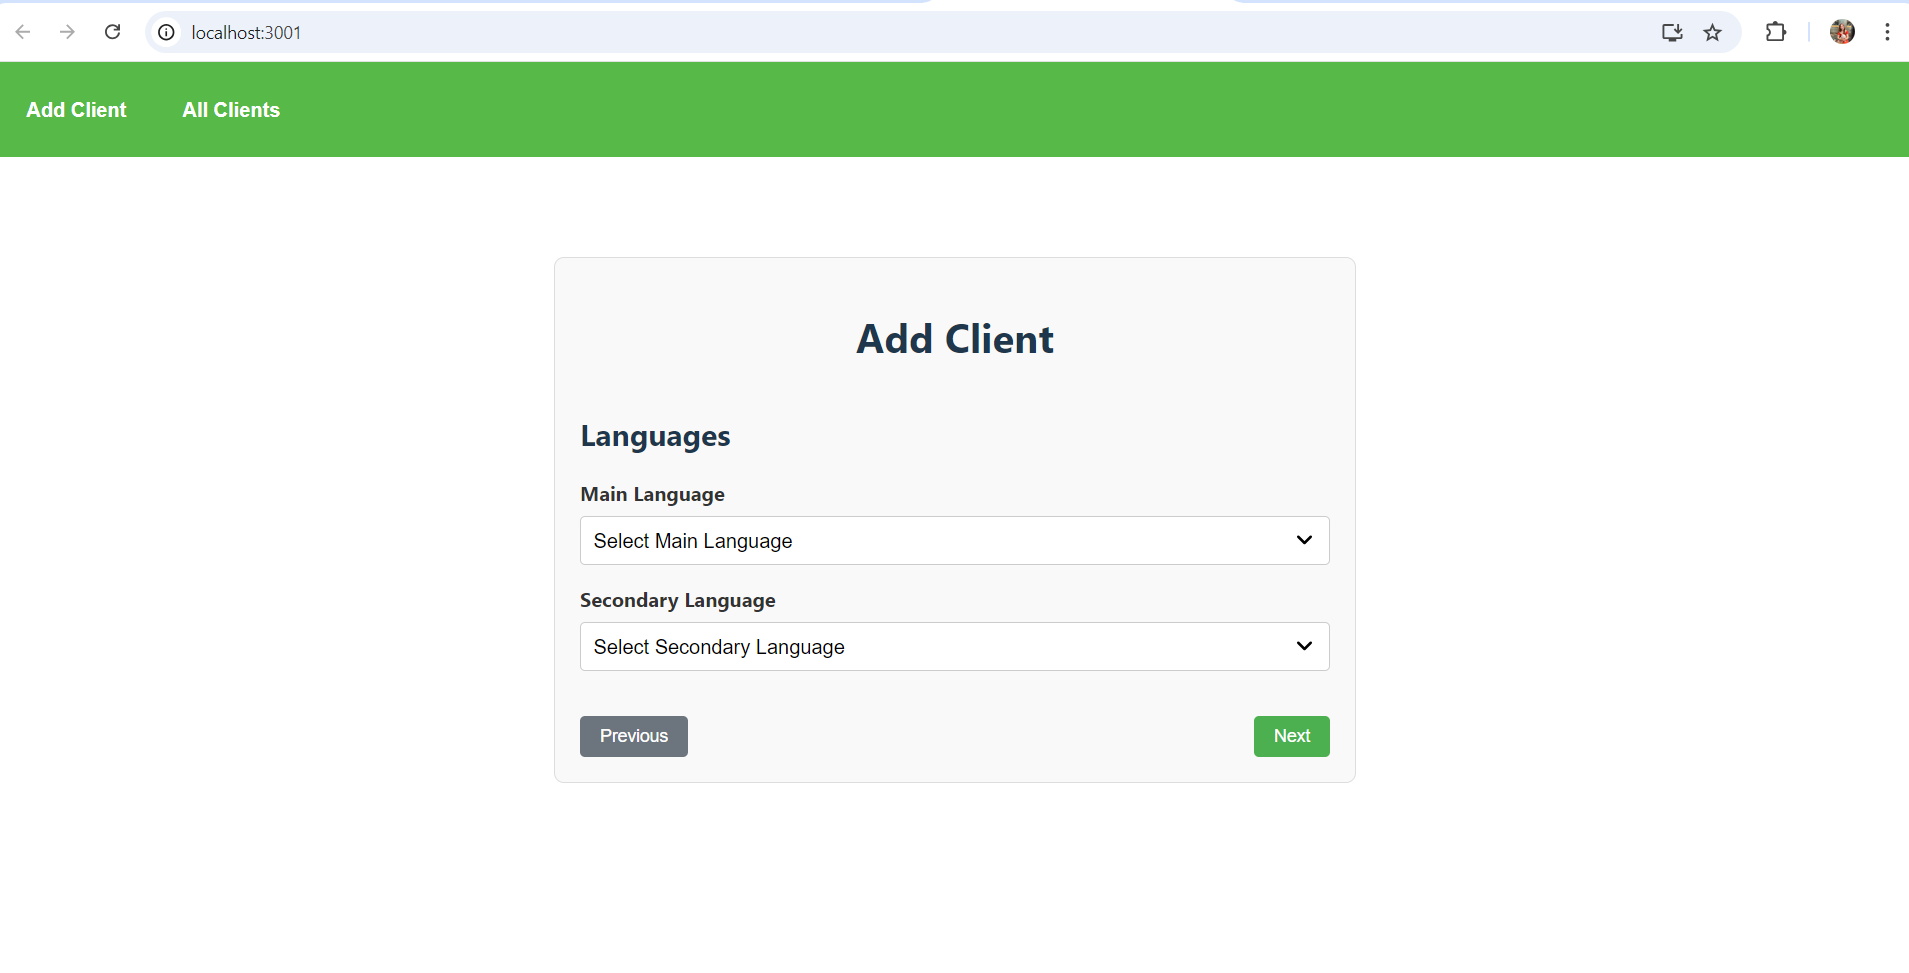 localhost:3001
Add Client All Clients
Add Client
Languages
Main Language
Select Main Language
Secondary Language
Select Secondary Language
Previous Next